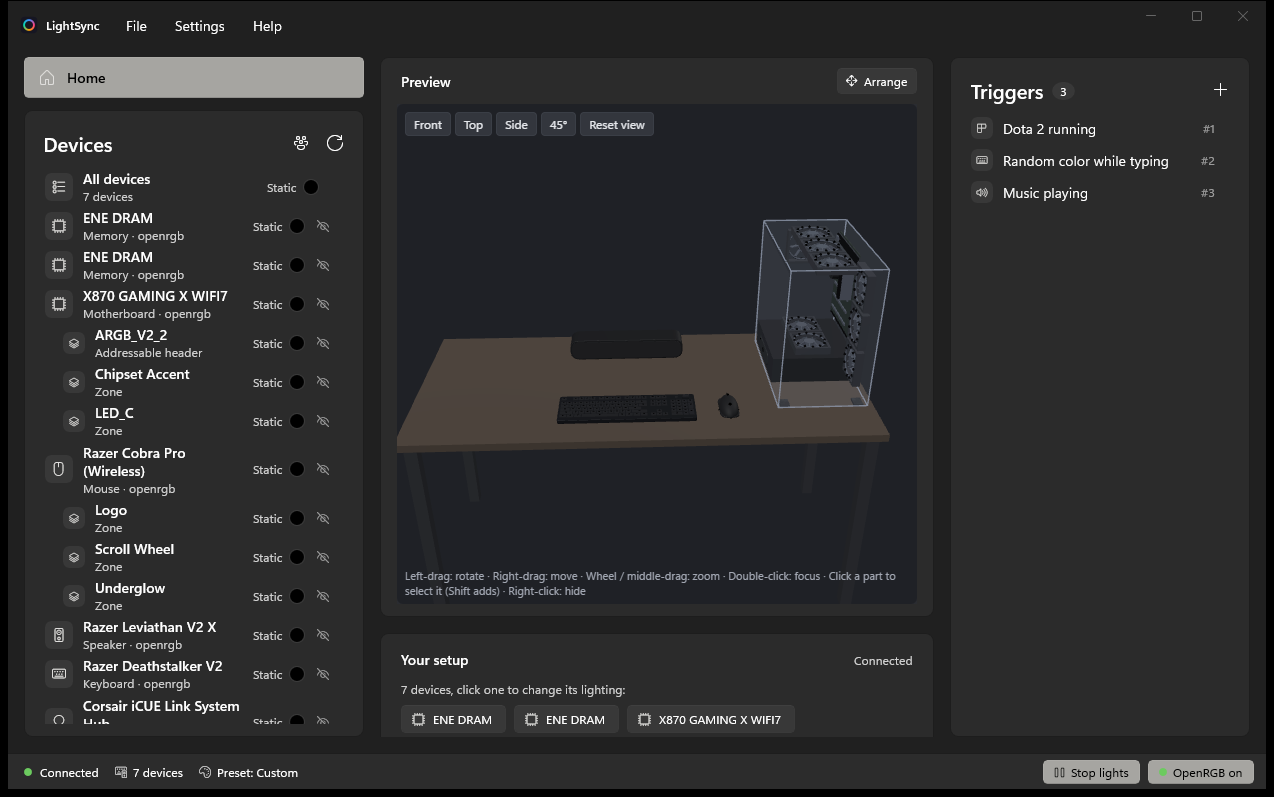 LightSync File Settings Help
Home
Devices
All devices
7 devices
Static
ENE DRAM
Memory · openrgb
Static
ENE DRAM
Memory · openrgb
Static
X870 GAMING X WIFI7
Motherboard · openrgb
Static
ARGB_V2_2
Addressable header
Static
Chipset Accent
Zone
Static
LED_C
Zone
Static
Razer Cobra Pro
(Wireless)
Mouse · openrgb
Static
Logo
Zone
Static
Scroll Wheel
Zone
Static
Underglow
Zone
Static
Razer Leviathan V2 X
Speaker · openrgb
Static
Razer Deathstalker V2
Keyboard · openrgb
Static
Corsair iCUE Link System
Hub
Static
Preview
Arrange
Front Top Side 45° Reset view
Left-drag: rotate · Right-drag: move · Wheel / middle-drag: zoom · Double-click: focus · Click a part to
select it (Shift adds) · Right-click: hide
Your setup
Connected
7 devices, click one to change its lighting:
ENE DRAM ENE DRAM X870 GAMING X WIFI7
Triggers 3
Dota 2 running #1
Random color while typing #2
Music playing #3
Connected 7 devices Preset: Custom
Stop lights OpenRGB on